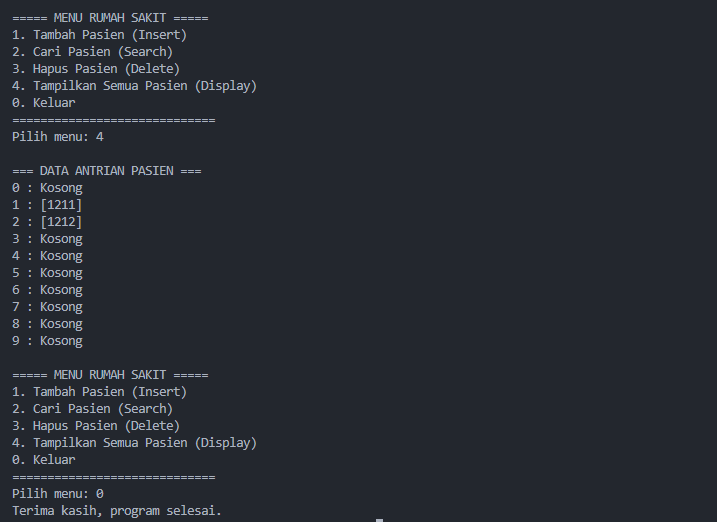 ===== MENU RUMAH SAKIT =====
1. Tambah Pasien (Insert)
2. Cari Pasien (Search)
3. Hapus Pasien (Delete)
4. Tampilkan Semua Pasien (Display)
0. Keluar
=============================
Pilih menu: 4
=== DATA ANTRIAN PASIEN ===
0 : Kosong
1 : [1211]
2 : [1212]
3 : Kosong
4 : Kosong
5 : Kosong
6 : Kosong
7 : Kosong
8 : Kosong
9 : Kosong
===== MENU RUMAH SAKIT =====
1. Tambah Pasien (Insert)
2. Cari Pasien (Search)
3. Hapus Pasien (Delete)
4. Tampilkan Semua Pasien (Display)
0. Keluar
=============================
Pilih menu: 0
Terima kasih, program selesai.